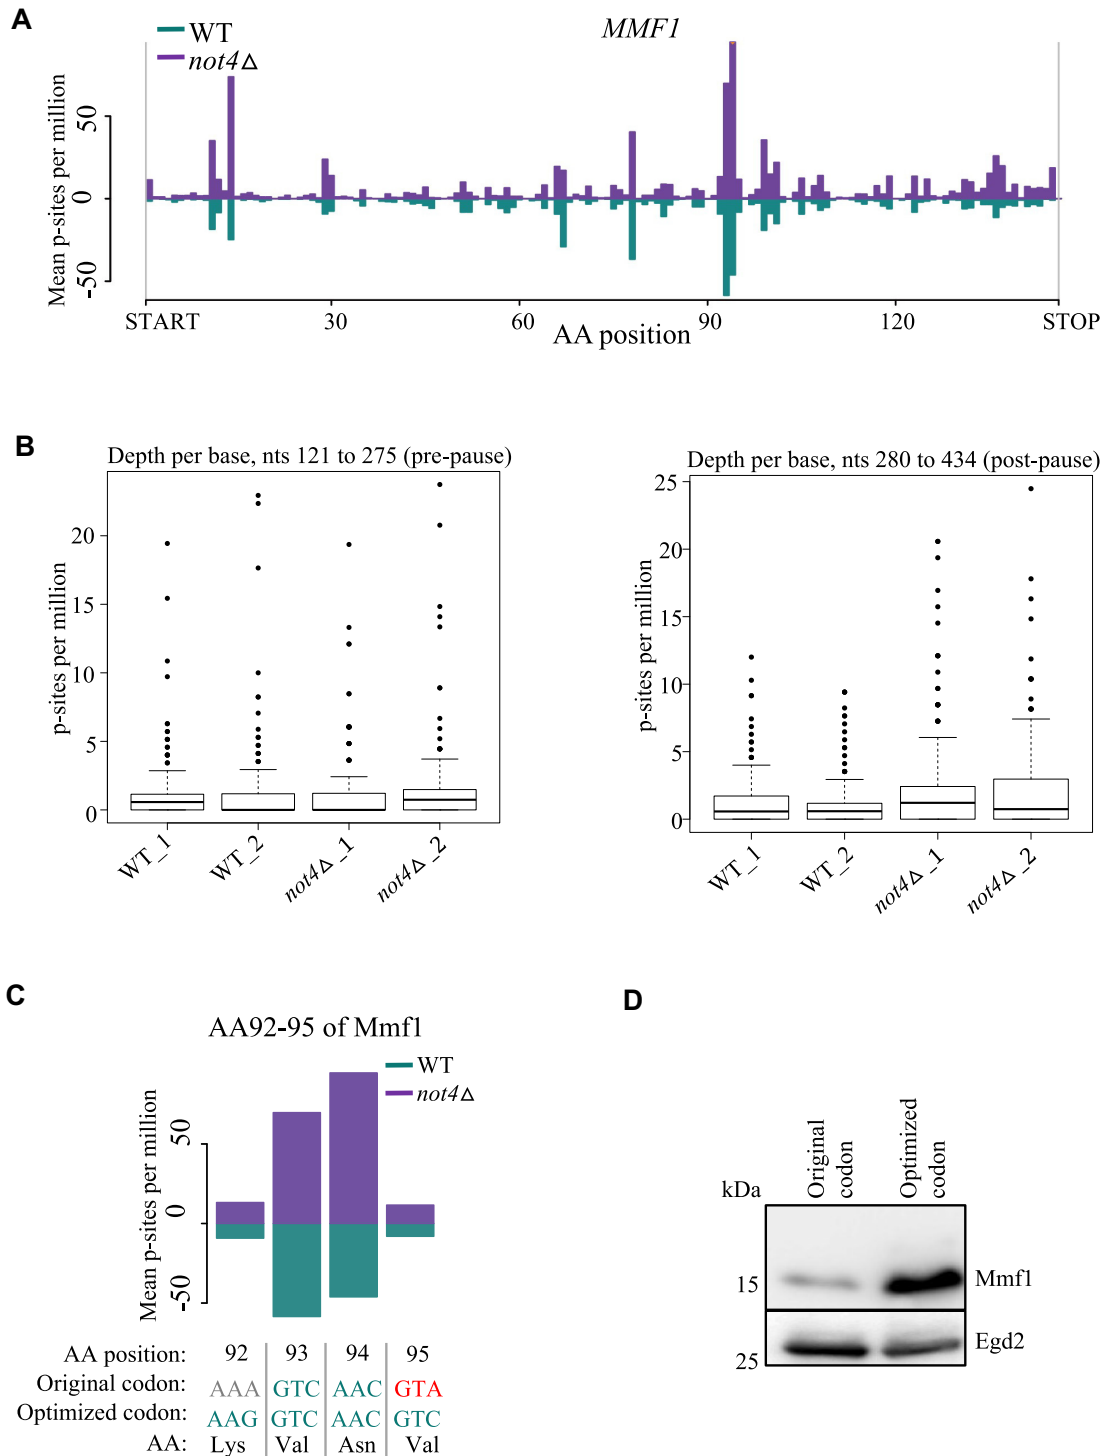 A
WT
not4Δ
MMF1
Mean p-sites per million
50
0
-50
START
30
60
90
120
STOP
AA position
B
Depth per base, nts 121 to 275 (pre-pause)
p-sites per million
20
15
10
5
0
WT_1
WT_2
not4Δ_1
not4Δ_2
Depth per base, nts 280 to 434 (post-pause)
p-sites per million
25
20
15
10
5
0
WT_1
WT_2
not4Δ_1
not4Δ_2
C
AA92-95 of Mmf1
WT
not4Δ
Mean p-sites per million
50
0
-50
AA position: 92 93 94 95
Original codon: AAA GTC AAC GTA
Optimized codon: AAG GTC AAC GTC
AA: Lys Val Asn Val
D
Original codon
Optimized codon
kDa
15
Mmf1
25
Egd2